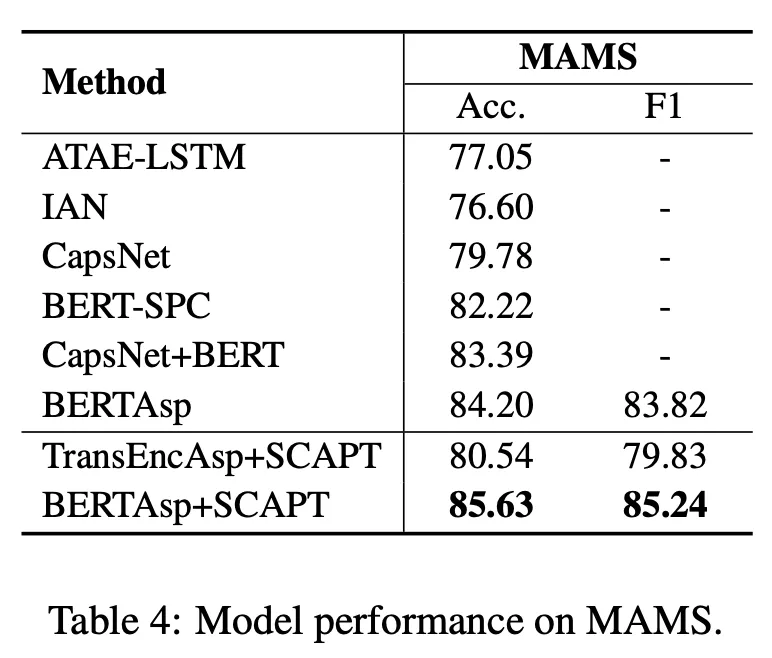 Method MAMS
Acc. F1
ATAE-LSTM 77.05 -
IAN 76.60 -
CapsNet 79.78 -
BERT-SPC 82.22 -
CapsNet+BERT 83.39 -
BERTAsp 84.20 83.82
TransEncAsp+SCAPT 80.54 79.83
BERTAsp+SCAPT 85.63 85.24
Table 4: Model performance on MAMS.